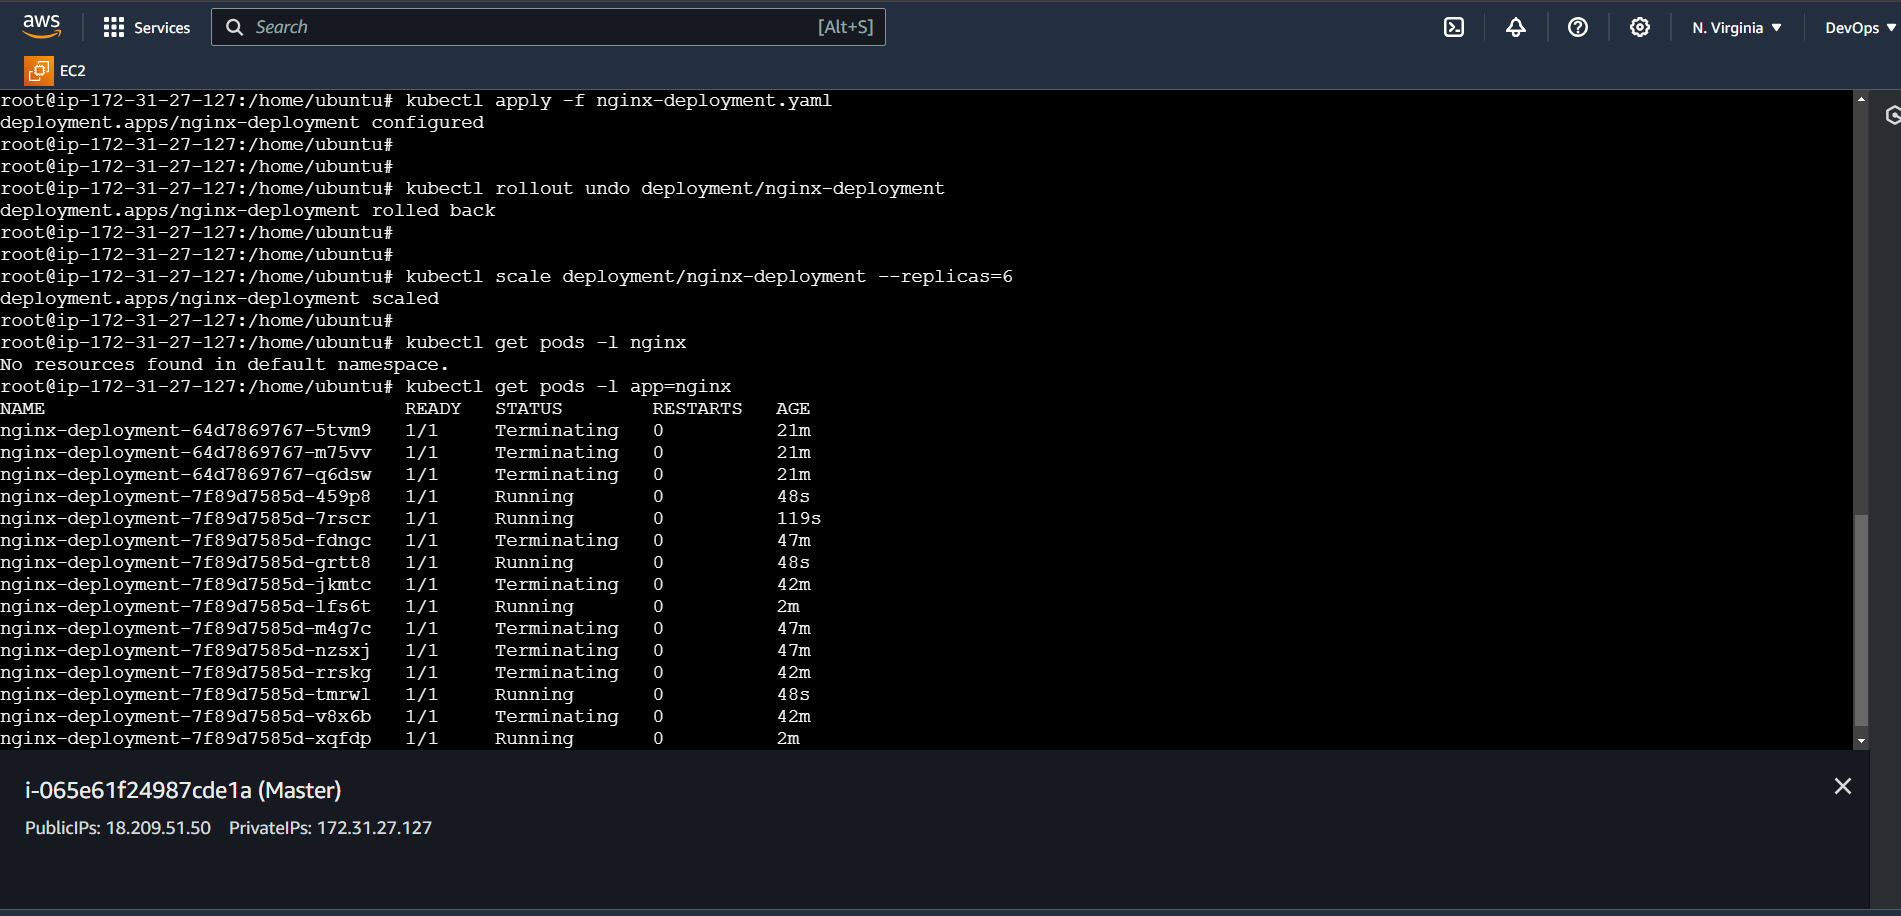 aws Services Search [Alt+S] N. Virginia ▼ DevOps ▼
EC2
root@ip-172-31-27-127:/home/ubuntu# kubectl apply -f nginx-deployment.yaml
deployment.apps/nginx-deployment configured
root@ip-172-31-27-127:/home/ubuntu#
root@ip-172-31-27-127:/home/ubuntu#
root@ip-172-31-27-127:/home/ubuntu# kubectl rollout undo deployment/nginx-deployment
deployment.apps/nginx-deployment rolled back
root@ip-172-31-27-127:/home/ubuntu#
root@ip-172-31-27-127:/home/ubuntu#
root@ip-172-31-27-127:/home/ubuntu# kubectl scale deployment/nginx-deployment --replicas=6
deployment.apps/nginx-deployment scaled
root@ip-172-31-27-127:/home/ubuntu#
root@ip-172-31-27-127:/home/ubuntu# kubectl get pods -l nginx
No resources found in default namespace.
root@ip-172-31-27-127:/home/ubuntu# kubectl get pods -l app=nginx
NAME READY STATUS RESTARTS AGE
nginx-deployment-64d7869767-5tvm9 1/1 Terminating 0 21m
nginx-deployment-64d7869767-m75vv 1/1 Terminating 0 21m
nginx-deployment-64d7869767-q6dsw 1/1 Terminating 0 21m
nginx-deployment-7f89d7585d-459p8 1/1 Running 0 48s
nginx-deployment-7f89d7585d-7rscr 1/1 Running 0 119s
nginx-deployment-7f89d7585d-fdngc 1/1 Terminating 0 47m
nginx-deployment-7f89d7585d-grtt8 1/1 Running 0 48s
nginx-deployment-7f89d7585d-jkmtc 1/1 Terminating 0 42m
nginx-deployment-7f89d7585d-lfs6t 1/1 Running 0 2m
nginx-deployment-7f89d7585d-m4g7c 1/1 Terminating 0 47m
nginx-deployment-7f89d7585d-nzsxj 1/1 Terminating 0 47m
nginx-deployment-7f89d7585d-rrskg 1/1 Terminating 0 42m
nginx-deployment-7f89d7585d-tmrwl 1/1 Running 0 48s
nginx-deployment-7f89d7585d-v8x6b 1/1 Terminating 0 42m
nginx-deployment-7f89d7585d-xqfdp 1/1 Running 0 2m
i-065e61f24987cde1a (Master)
PublicIPs: 18.209.51.50 PrivateIPs: 172.31.27.127